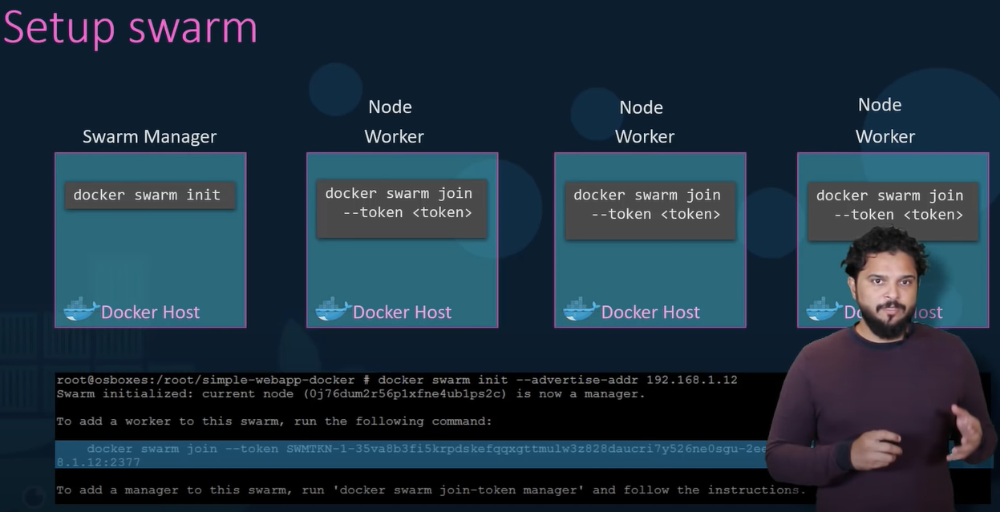 Setup swarm
Swarm Manager
Node
Worker
Node
Worker
Node
Worker
docker swarm init
docker swarm join
--token <token>
docker swarm join
--token <token>
docker swarm join
--token <token>
Docker Host
Docker Host
Docker Host
root@osboxes:/root/simple-webapp-docker # docker swarm init --advertise-addr 192.168.1.12
Swarm initialized: current node (0j76dum2r56p1xfne4ub1ps2c) is now a manager.
To add a worker to this swarm, run the following command:
docker swarm join --token SWMTKN-1-35va8b3fi5krpdskefqqxgttmulw3z828daucri7y526ne0sgu-2ee
8.1.12:2377
To add a manager to this swarm, run 'docker swarm join-token manager' and follow the instructions.